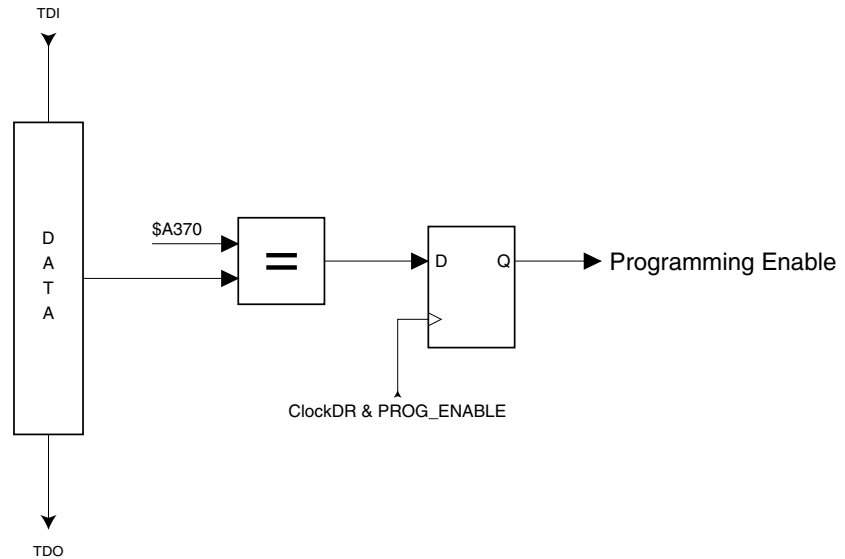 TDI
D
A
T
A
$A370
=
D
Q
Programming Enable
ClockDR & PROG_ENABLE
TDO